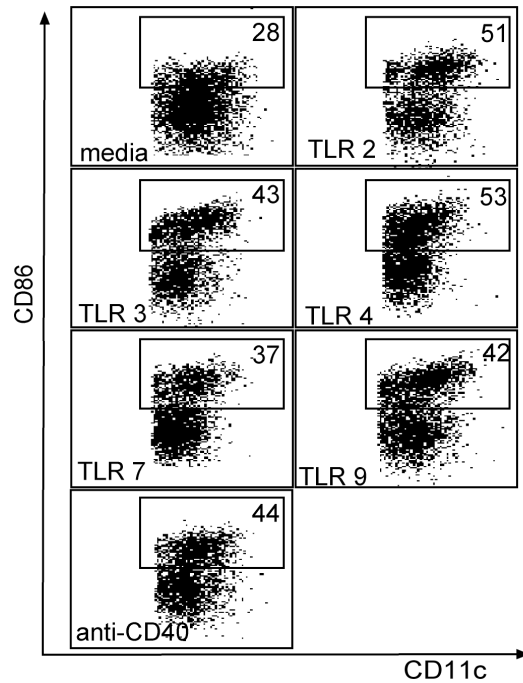 28
media
51
TLR 2
43
TLR 3
53
TLR 4
37
TLR 7
42
TLR 9
44
anti-CD40
CD86
CD11c